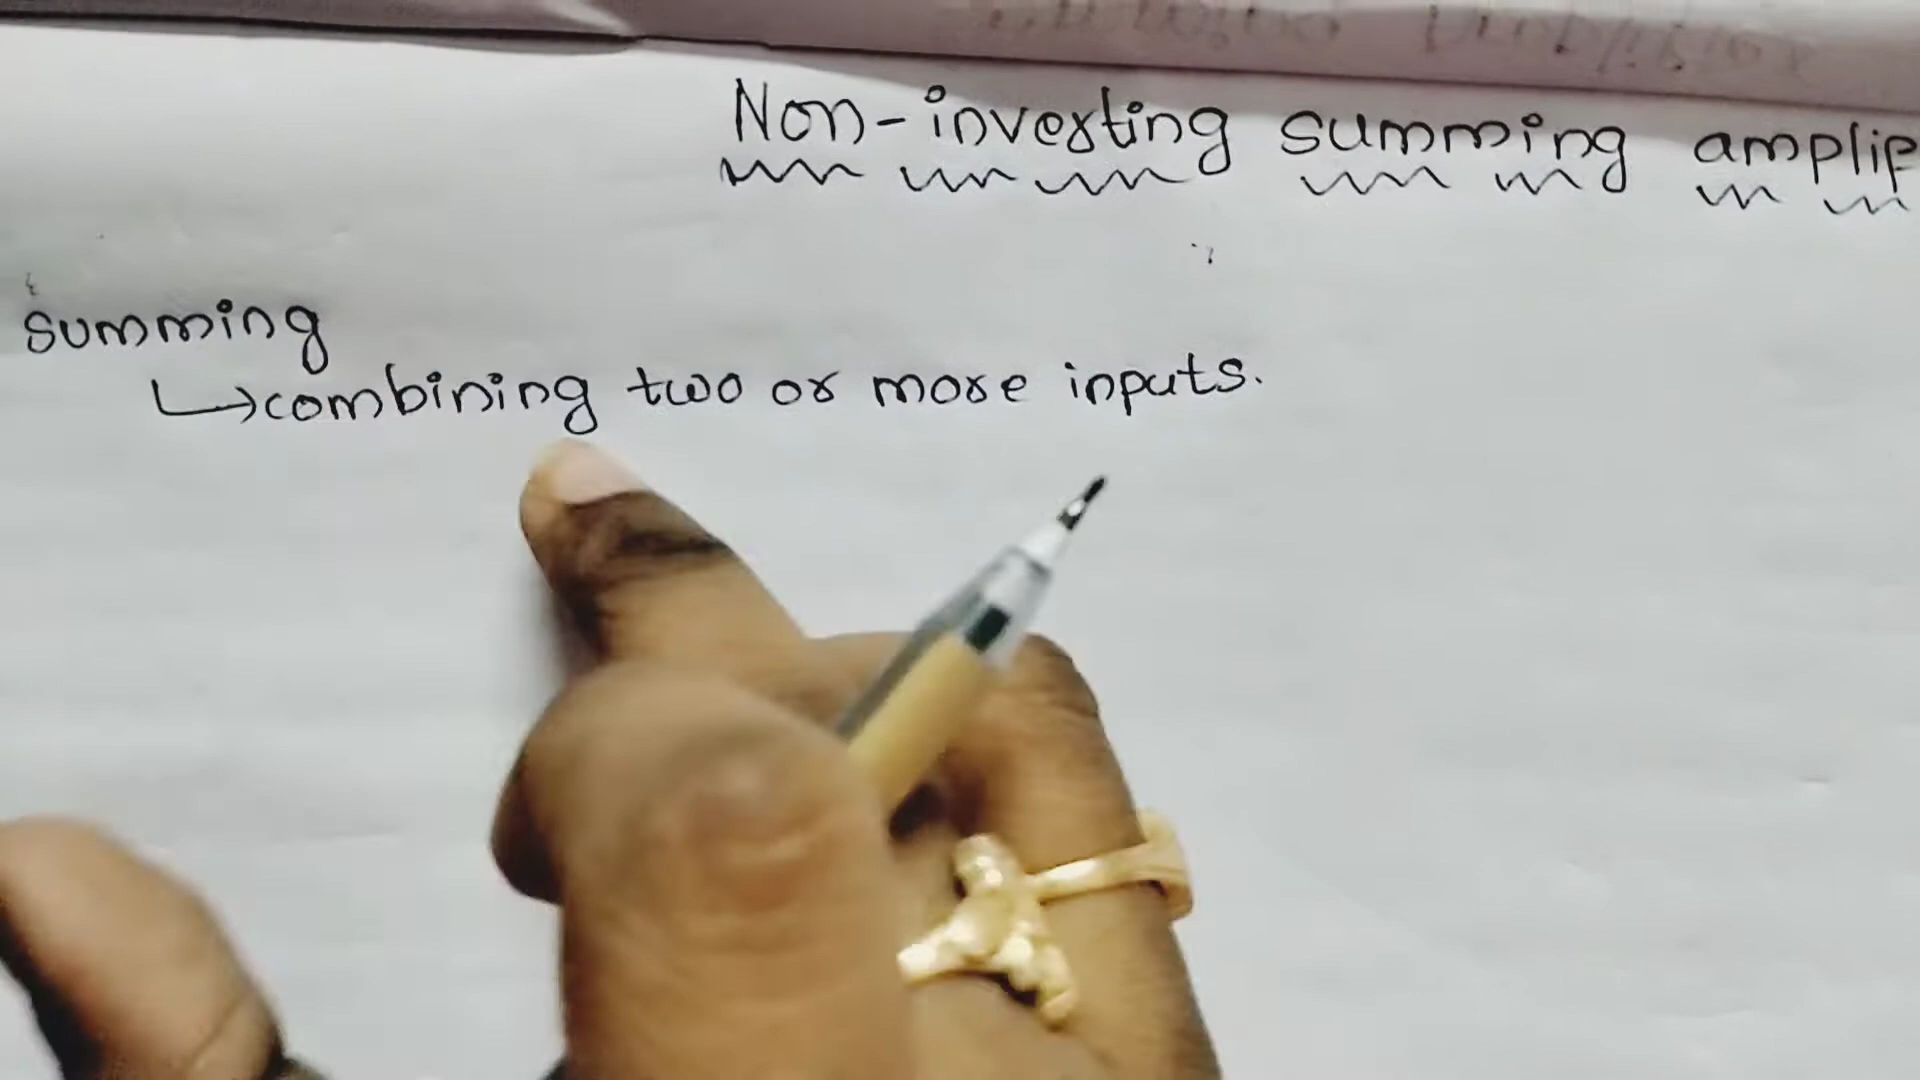 Non-inverting summing amplif
summing
↳combining two or more inputs.